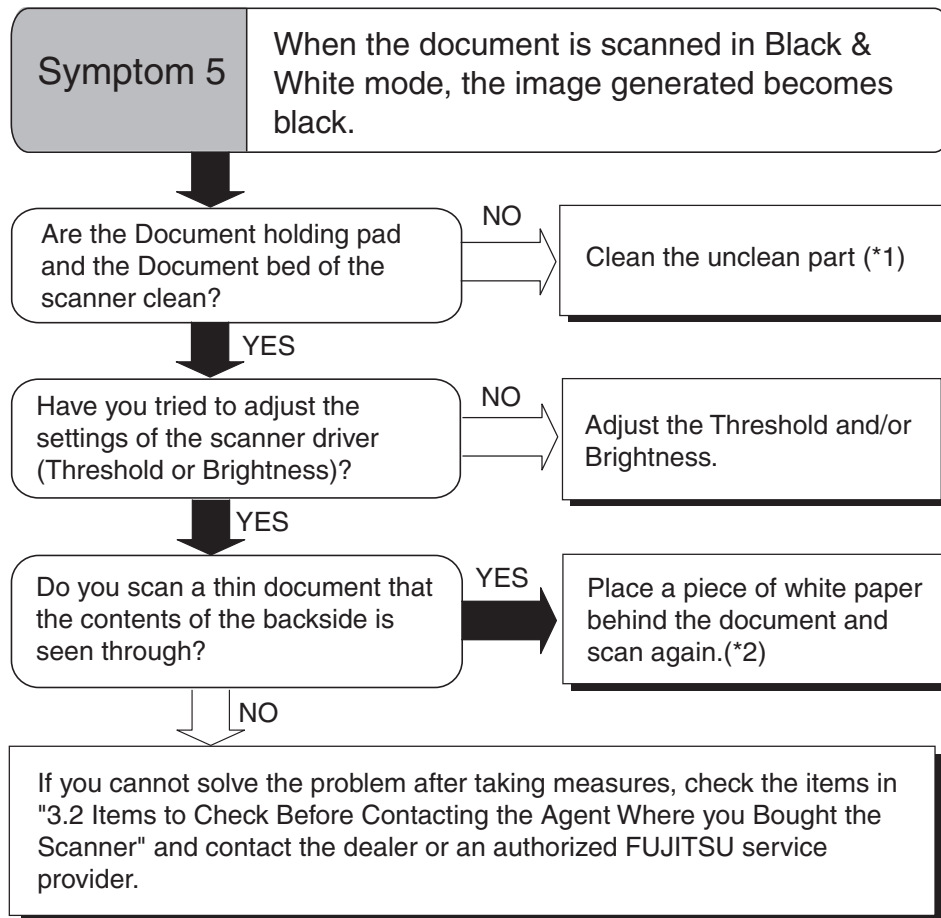 Symptom 5
When the document is scanned in Black &
White mode, the image generated becomes
black.
Are the Document holding pad
and the Document bed of the
scanner clean?
NO
Clean the unclean part (*1)
YES
Have you tried to adjust the
settings of the scanner driver
(Threshold or Brightness)?
NO
Adjust the Threshold and/or
Brightness.
YES
Do you scan a thin document that
the contents of the backside is
seen through?
YES
Place a piece of white paper
behind the document and
scan again.(*2)
NO
If you cannot solve the problem after taking measures, check the items in
"3.2 Items to Check Before Contacting the Agent Where you Bought the
Scanner" and contact the dealer or an authorized FUJITSU service
provider.